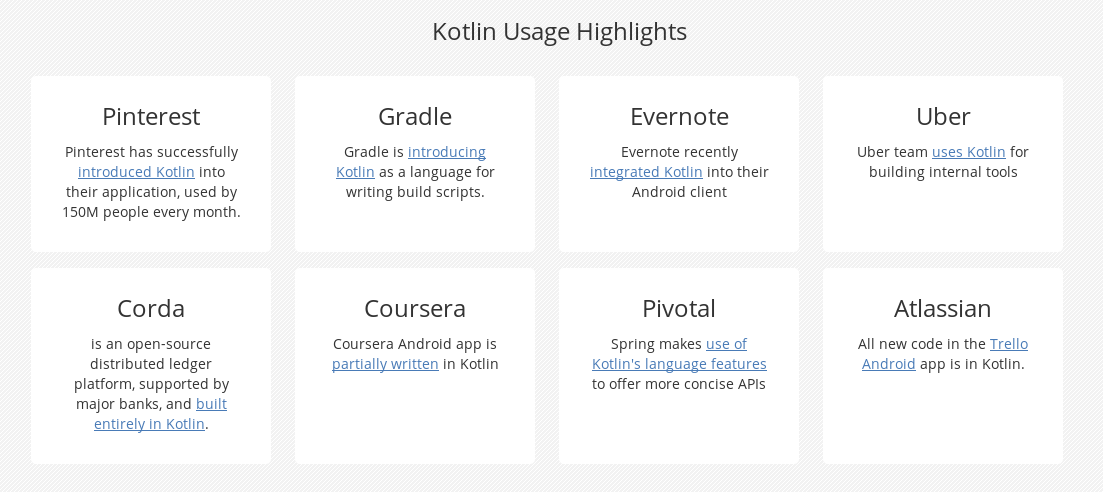 Kotlin Usage Highlights
Pinterest
Pinterest has successfully
introduced Kotlin into
their application, used by
150M people every month.
Gradle
Gradle is introducing
Kotlin as a language for
writing build scripts.
Evernote
Evernote recently
integrated Kotlin into their
Android client
Uber
Uber team uses Kotlin for
building internal tools
Corda
is an open-source
distributed ledger
platform, supported by
major banks, and built
entirely in Kotlin.
Coursera
Coursera Android app is
partially written in Kotlin
Pivotal
Spring makes use of
Kotlin's language features
to offer more concise APIs
Atlassian
All new code in the Trello
Android app is in Kotlin.